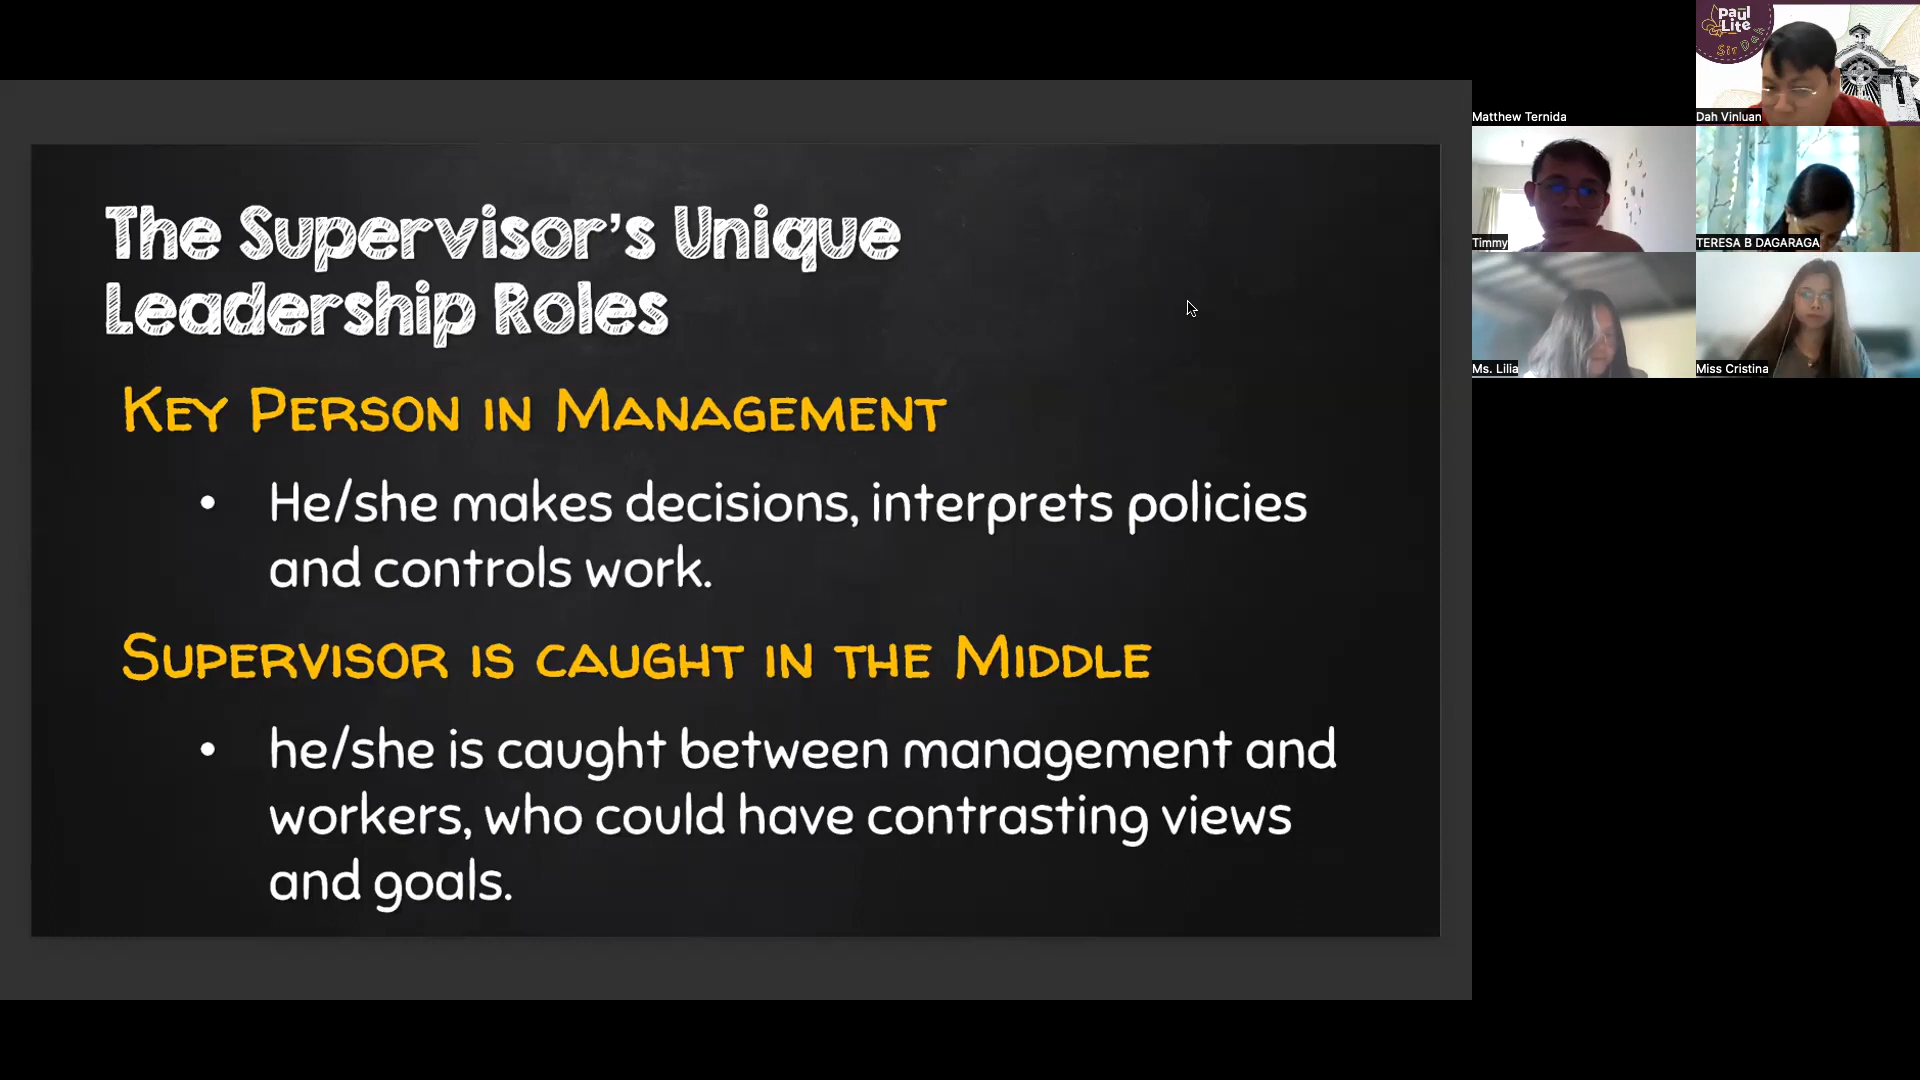 The Supervisor's Unique
Leadership Roles
Key Person in Management
• He/she makes decisions, interprets policies
and controls work.
Supervisor is caught in the Middle
• he/she is caught between management and
workers, who could have contrasting views
and goals.
Paul
Lite
Sir Dah
Matthew Ternida
Dah Vinluan
Timmy
TERESA B DAGARAGA
Ms. Lilia
Miss Cristina